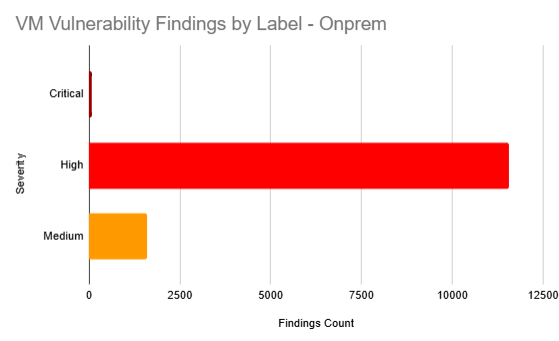 VM Vulnerability Findings by Label - Onprem
Severity
Critical
High
Medium
0 2500 5000 7500 10000 12500
Findings Count